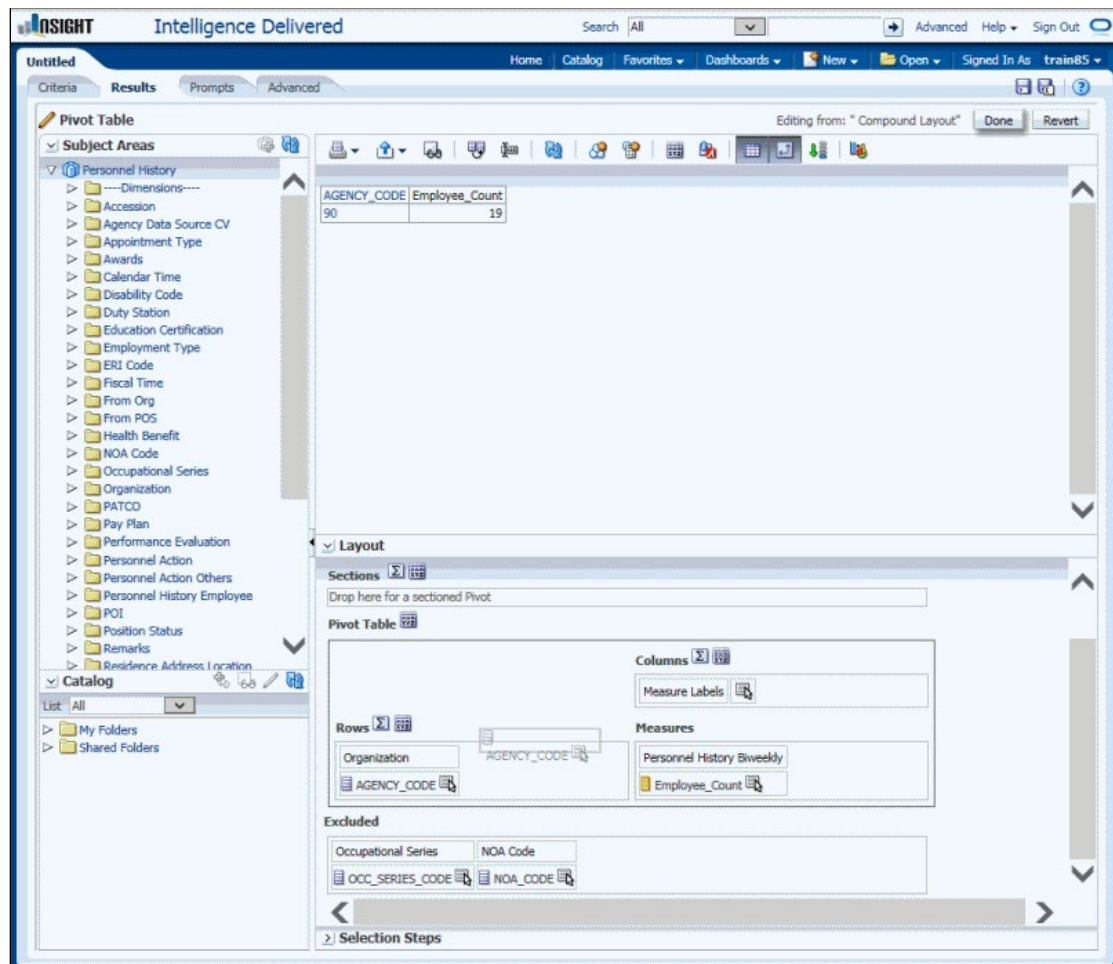 INSIGHT Intelligence Delivered Search All Advanced Help Sign Out
Untitled Home Catalog Favorites Dashboards New Open Signed In As train85
Criteria Results Prompts Advanced
Pivot Table Editing from: " Compound Layout" Done Revert
Subject Areas
Personnel History
----Dimensions----
Accession
Agency Data Source CV
Appointment Type
Awards
Calendar Time
Disability Code
Duty Station
Education Certification
Employment Type
ERI Code
Fiscal Time
From Org
From POS
Health Benefit
NOA Code
Occupational Series
Organization
PATCO
Pay Plan
Performance Evaluation
Personnel Action
Personnel Action Others
Personnel History Employee
POI
Position Status
Remarks
Residence Address Location
Catalog
List All
My Folders
Shared Folders
AGENCY_CODE Employee_Count
90 19
Layout
Sections
Drop here for a sectioned Pivot
Pivot Table
Columns
Measure Labels
Rows Measures
AGENCY_CODE
Organization Personnel History Biweekly
AGENCY_CODE Employee_Count
Excluded
Occupational Series NOA Code
OCC_SERIES_CODE NOA_CODE
Selection Steps